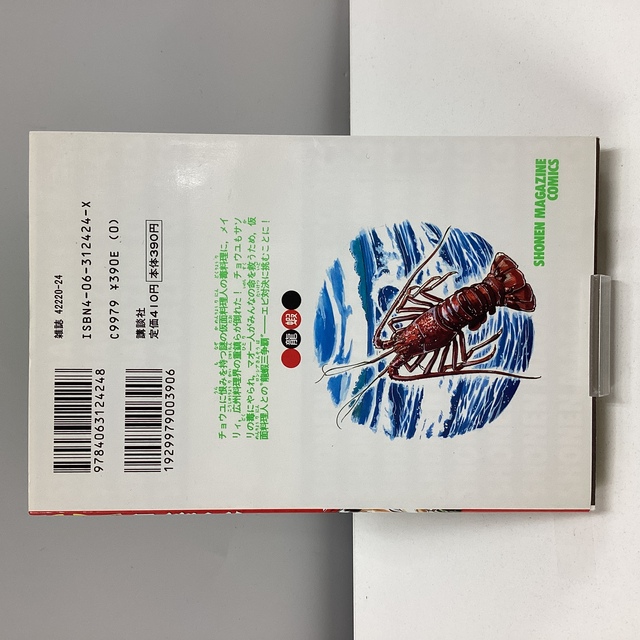 SHONEN MAGAZINE
COMICS
龍蝦
チョウユに恨みを持つ謎の仮面料理人の毒料理に、メイ
リィ、広州料理界の重鎮らが倒れた!チョウユもサソ
リの毒にやられ、マオ一人がみんなの命を救うため、仮
面料理人との"龍蝦三争覇"――エビ対決に挑むことに!
雑誌 42220-24
ISBN4-06-312424-X
C9979 ¥390E (0)
講談社
定価410円 本体390円
9784063124248
1929979003906